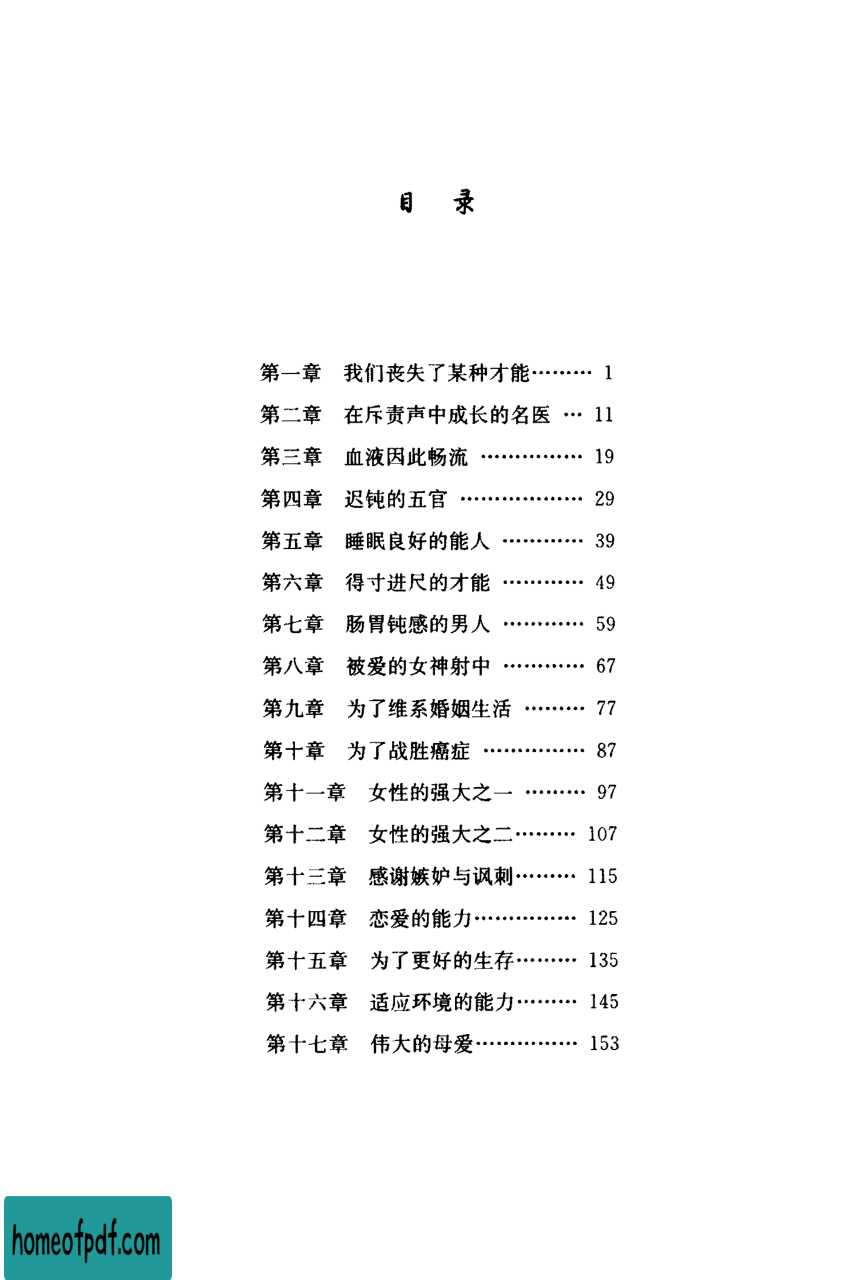 目 录
第一章 我们丧失了某种才能……… 1
第二章 在斥责声中成长的名医 … 11
第三章 血液因此畅流 …………… 19
第四章 迟钝的五官 ……………… 29
第五章 睡眠良好的能人 ………… 39
第六章 得寸进尺的才能 ………… 49
第七章 肠胃钝感的男人 ………… 59
第八章 被爱的女神射中 ………… 67
第九章 为了维系婚姻生活 ……… 77
第十章 为了战胜癌症 …………… 87
第十一章 女性的强大之一 ……… 97
第十二章 女性的强大之二……… 107
第十三章 感谢嫉妒与讽刺……… 115
第十四章 恋爱的能力…………… 125
第十五章 为了更好的生存……… 135
第十六章 适应环境的能力……… 145
第十七章 伟大的母爱…………… 153
homeofpdf.com